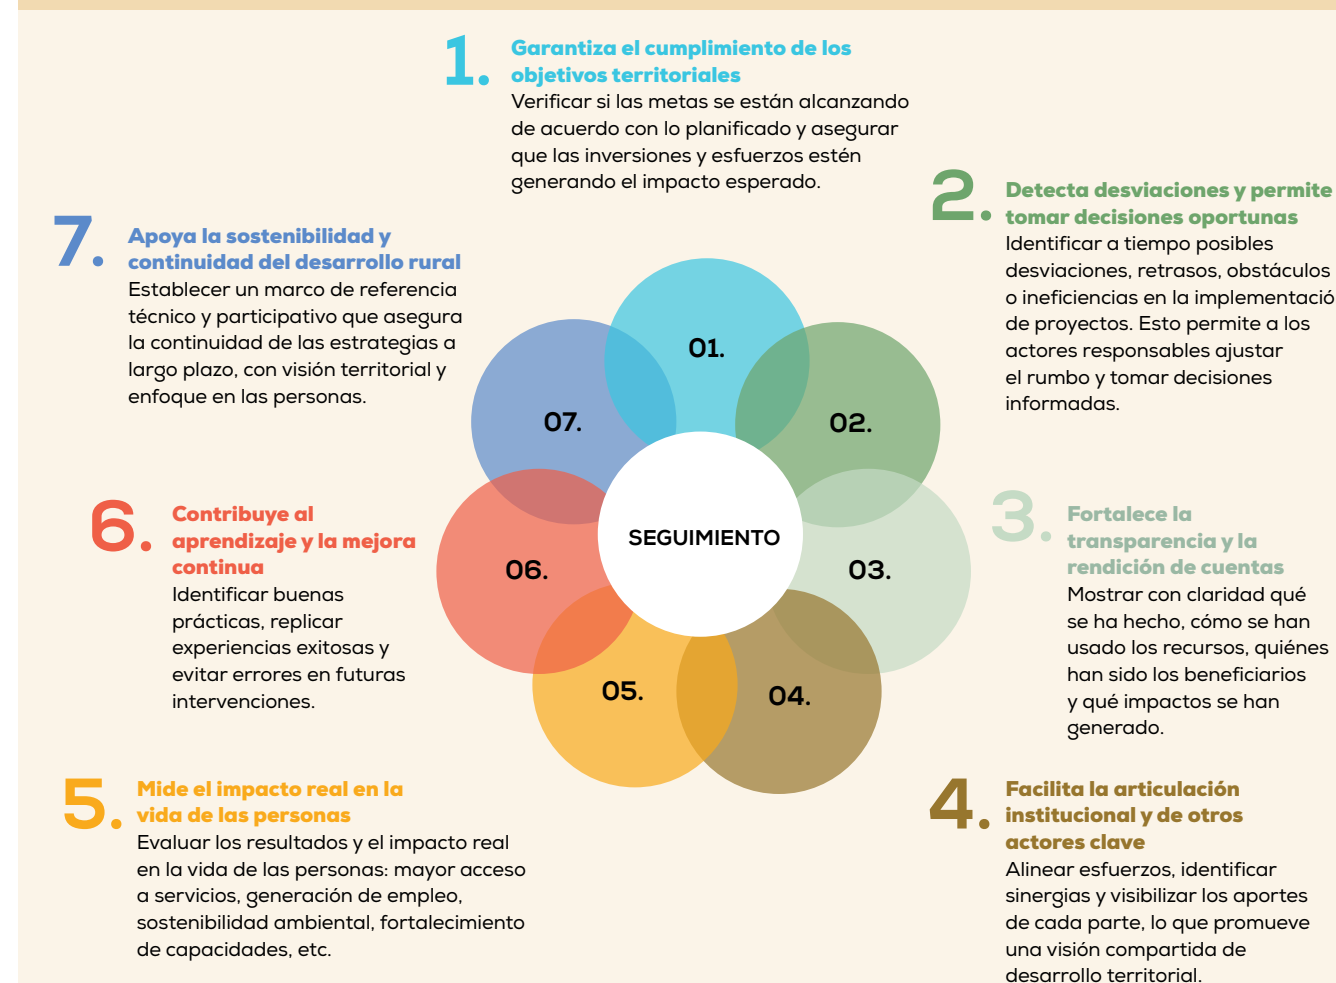 1.
Garantiza el cumplimiento de los
objetivos territoriales
Verificar si las metas se están alcanzando
de acuerdo con lo planificado y asegurar
que las inversiones y esfuerzos estén
generando el impacto esperado.
2.
Detecta desviaciones y permite
tomar decisiones oportunas
Identificar a tiempo posibles
desviaciones, retrasos, obstáculos
o ineficiencias en la implementació
de proyectos. Esto permite a los
actores responsables ajustar
el rumbo y tomar decisiones
informadas.
3.
Fortalece la
transparencia y la
rendición de cuentas
Mostrar con claridad qué
se ha hecho, cómo se han
usado los recursos, quiénes
han sido los beneficiarios
y qué impactos se han
generado.
4.
Facilita la articulación
institucional y de otros
actores clave
Alinear esfuerzos, identificar
sinergias y visibilizar los aportes
de cada parte, lo que promueve
una visión compartida de
desarrollo territorial.
5.
Mide el impacto real en la
vida de las personas
Evaluar los resultados y el impacto real
en la vida de las personas: mayor acceso
a servicios, generación de empleo,
sostenibilidad ambiental, fortalecimiento
de capacidades, etc.
6.
Contribuye al
aprendizaje y la mejora
continua
Identificar buenas
prácticas, replicar
experiencias exitosas y
evitar errores en futuras
intervenciones.
7.
Apoya la sostenibilidad y
continuidad del desarrollo rural
Establecer un marco de referencia
técnico y participativo que asegura
la continuidad de las estrategias a
largo plazo, con visión territorial y
enfoque en las personas.
01.
02.
03.
04.
05.
06.
07.
SEGUIMIENTO